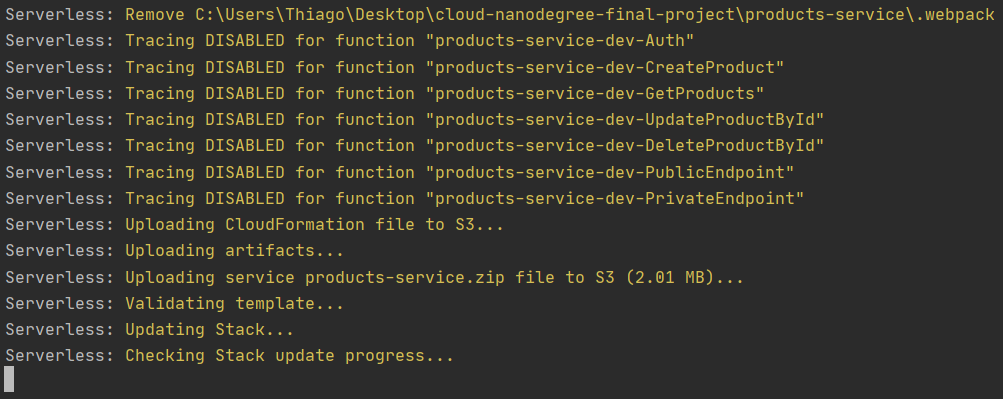 Serverless: Remove C:\Users\Thiago\Desktop\cloud-nanodegree-final-project\products-service\.webpack
Serverless: Tracing DISABLED for function "products-service-dev-Auth"
Serverless: Tracing DISABLED for function "products-service-dev-CreateProduct"
Serverless: Tracing DISABLED for function "products-service-dev-GetProducts"
Serverless: Tracing DISABLED for function "products-service-dev-UpdateProductById"
Serverless: Tracing DISABLED for function "products-service-dev-DeleteProductById"
Serverless: Tracing DISABLED for function "products-service-dev-PublicEndpoint"
Serverless: Tracing DISABLED for function "products-service-dev-PrivateEndpoint"
Serverless: Uploading CloudFormation file to S3...
Serverless: Uploading artifacts...
Serverless: Uploading service products-service.zip file to S3 (2.01 MB)...
Serverless: Validating template...
Serverless: Updating Stack...
Serverless: Checking Stack update progress...